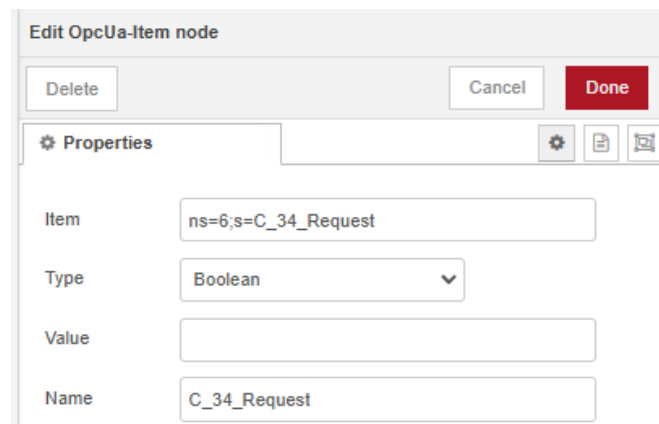 Edit OpcUa-Item node
Delete Cancel Done
Properties
Item ns=6;s=C_34_Request
Type Boolean
Value
Name C_34_Request